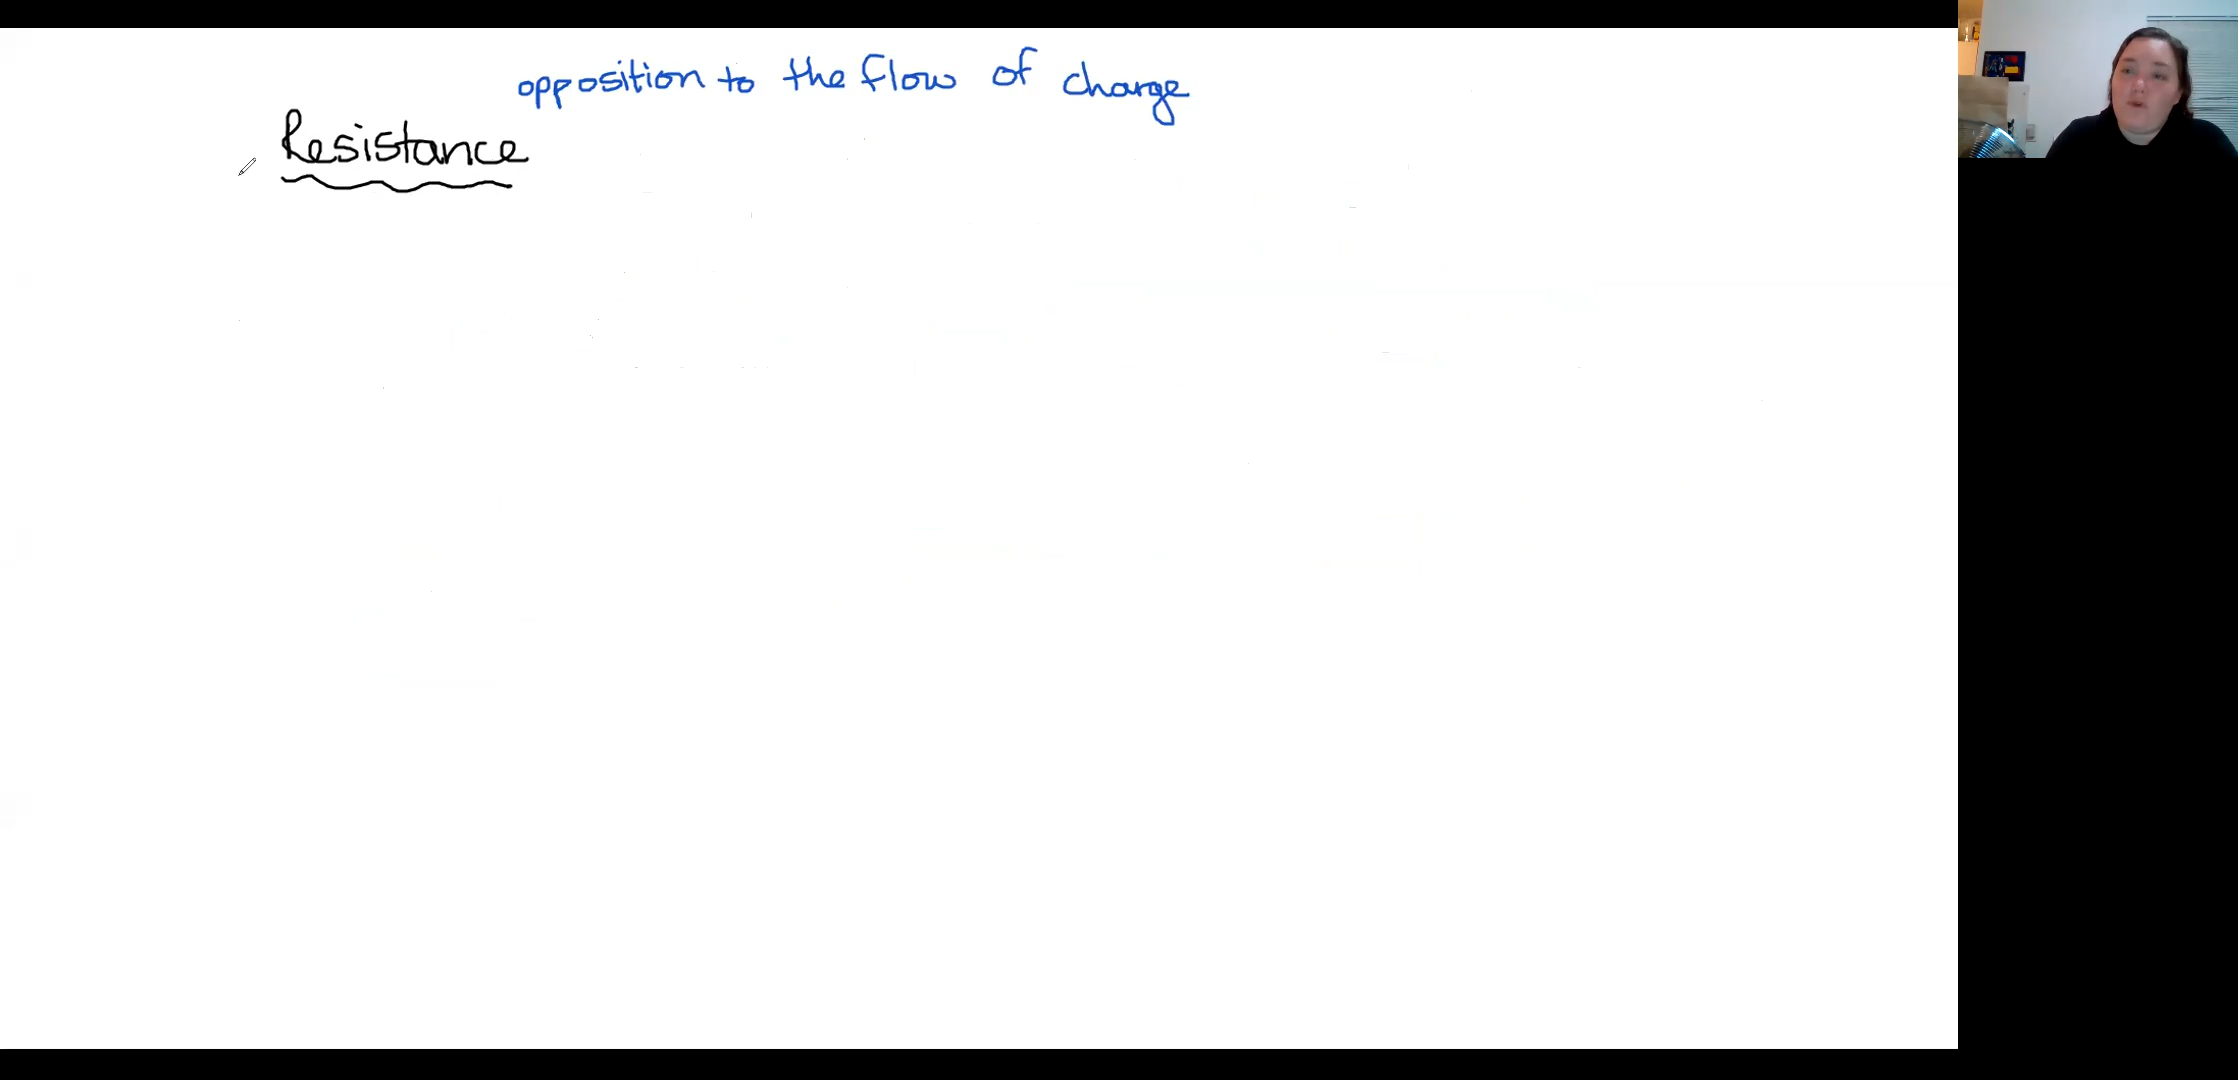 opposition to the flow of charge
Resistance